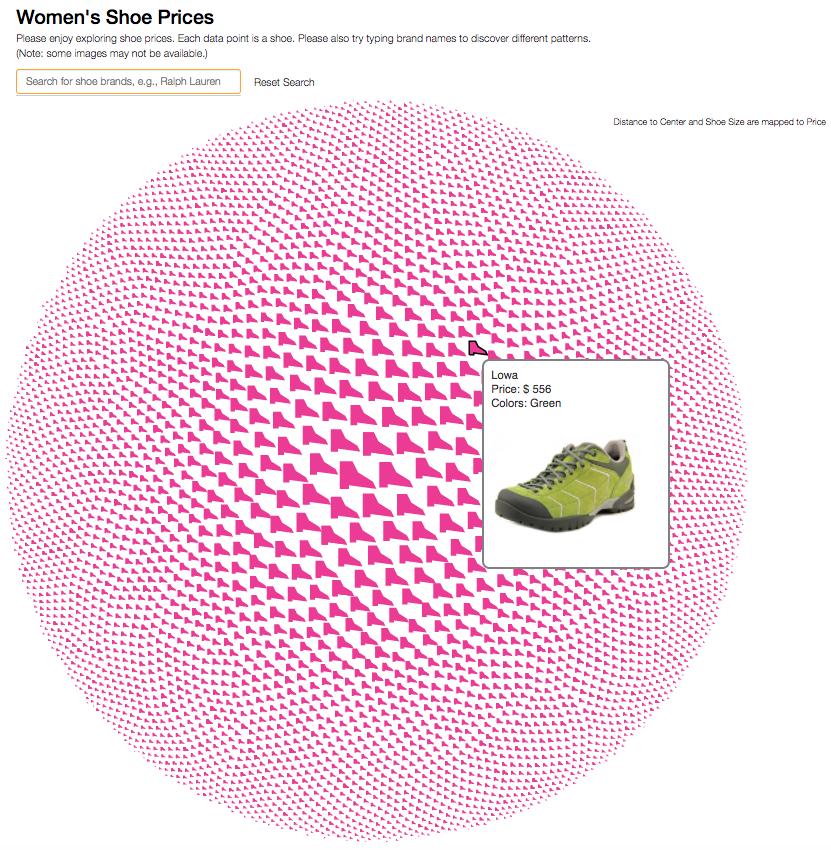 Women's Shoe Prices
Please enjoy exploring shoe prices. Each data point is a shoe. Please also try typing brand names to discover different patterns.
(Note: some images may not be available.)
Search for shoe brands, e.g., Ralph Lauren
Reset Search
Distance to Center and Shoe Size are mapped to Price
Lowa
Price: $ 556
Colors: Green